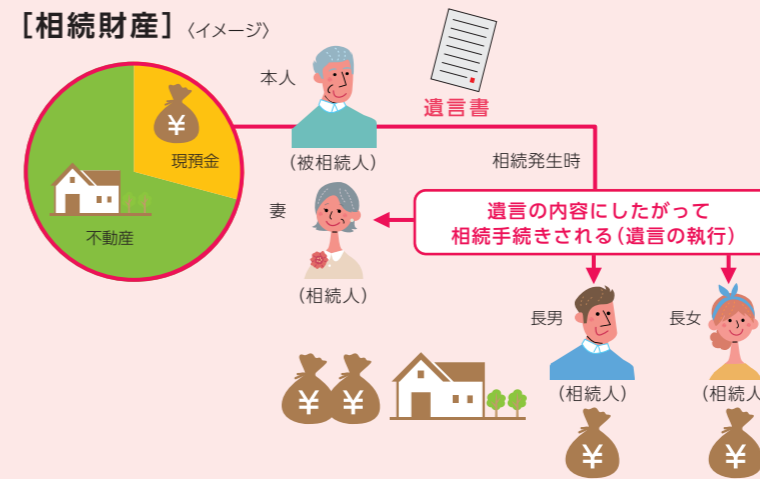 [相続財産]〈イメージ〉
本人
遺言書
現預金
不動産
(被相続人)
相続発生時
妻
遺言の内容にしたがって
相続手続きされる(遺言の執行)
(相続人)
長男
長女
(相続人)
(相続人
¥
¥
¥
¥
¥